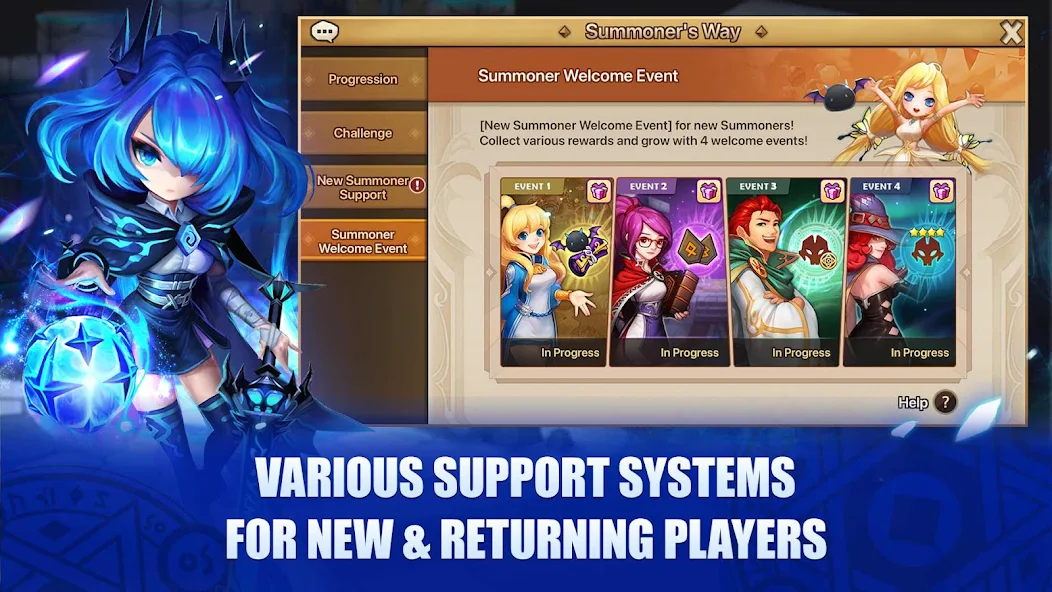 Summoner's Way
Progression
Challenge
New Summoner
Support
Summoner
Welcome Event
Summoner Welcome Event
[New Summoner Welcome Event] for new Summoners!
Collect various rewards and grow with 4 welcome events!
EVENT 1
EVENT 2
EVENT 3
EVENT 4
In Progress
In Progress
In Progress
In Progress
Help ?
VARIOUS SUPPORT SYSTEMS
FOR NEW & RETURNING PLAYERS